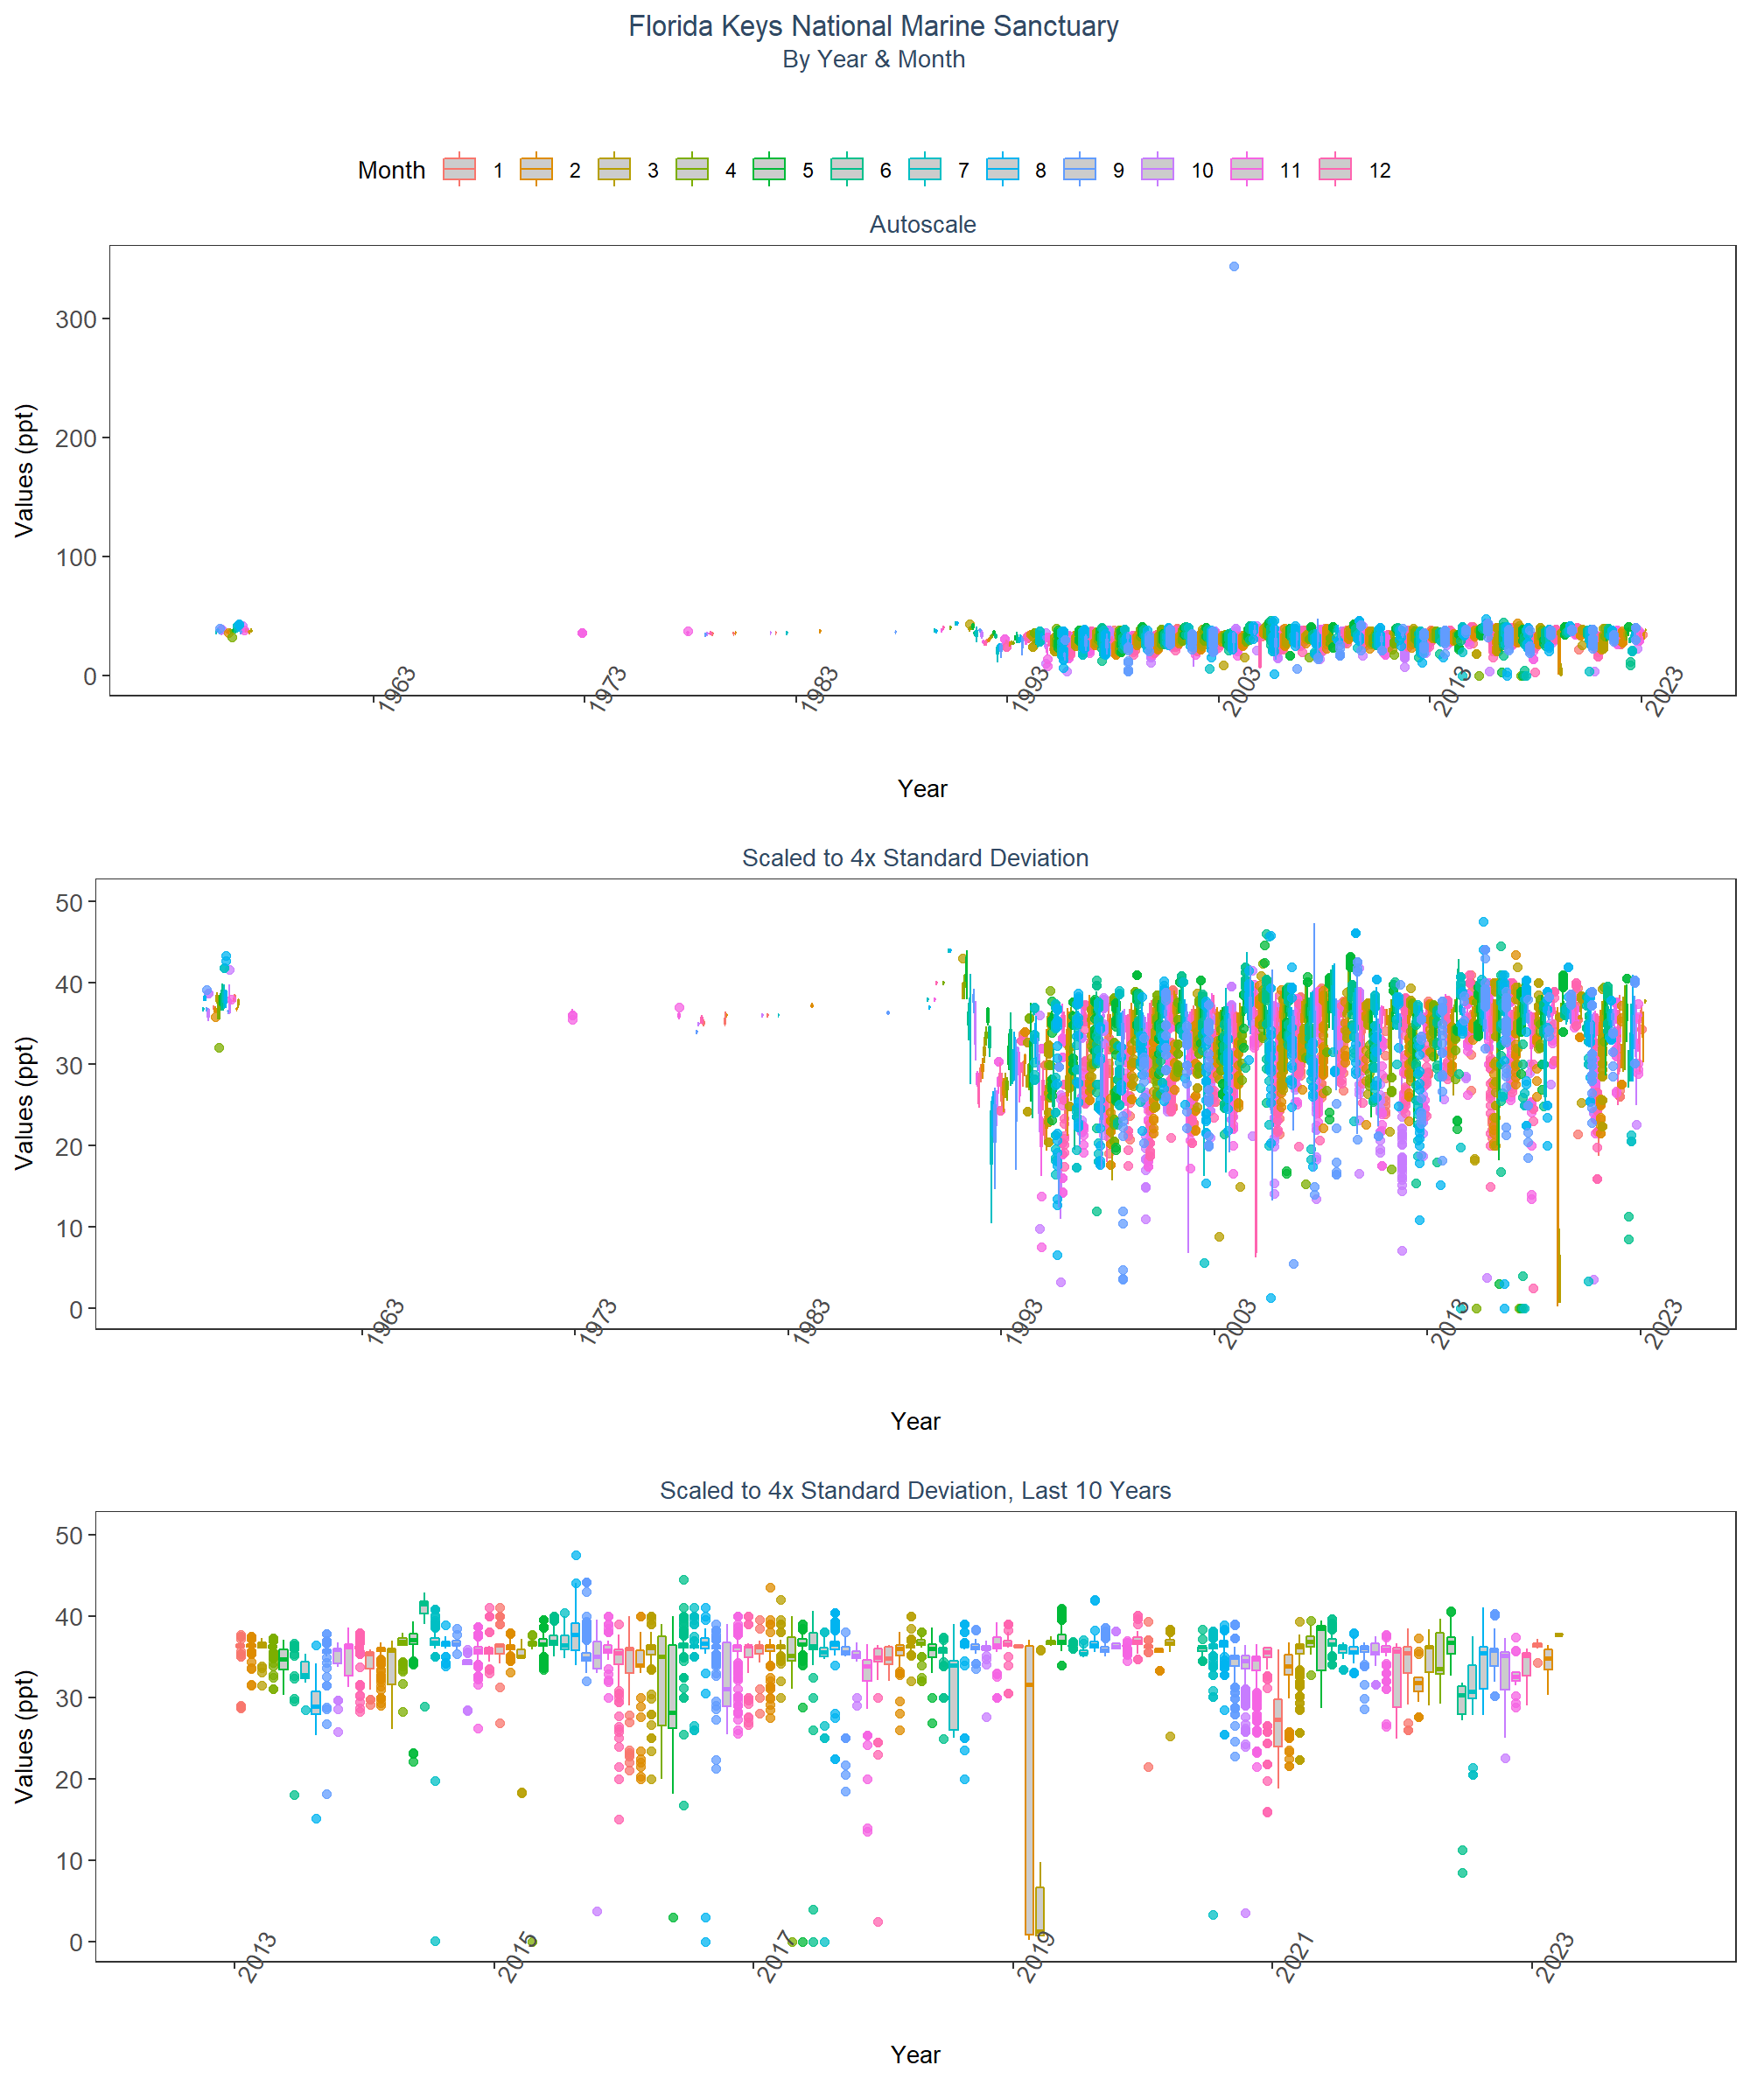 Florida Keys National Marine Sanctuary
By Year & Month
Month 1 2 3 4 5 6 7 8 9 10 11 12
Autoscale
Values (ppt)
300
200
100
0
1963 1973 1983 1993 2003 2013 2023
Year
Scaled to 4x Standard Deviation
Values (ppt)
50
40
30
20
10
0
1963 1973 1983 1993 2003 2013 2023
Year
Scaled to 4x Standard Deviation, Last 10 Years
Values (ppt)
50
40
30
20
10
0
2013 2015 2017 2019 2021 2023
Year